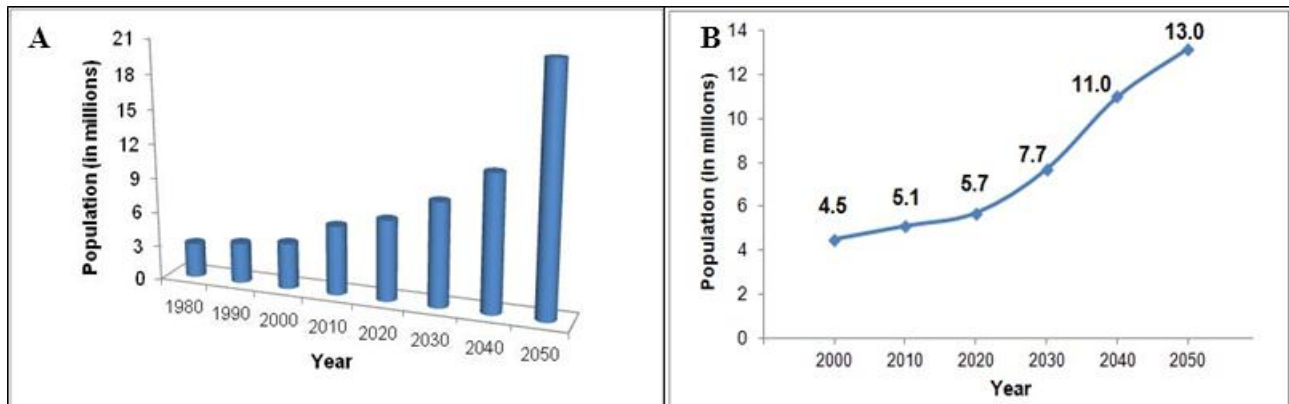 A
Population (in millions)
21
18
15
12
9
6
3
0
1980 1990 2000 2010 2020 2030 2040 2050
Year
B
Population (In millions)
14
12
10
8
6
4
2
0
4.5 5.1 5.7 7.7 11.0 13.0
2000 2010 2020 2030 2040 2050
Year